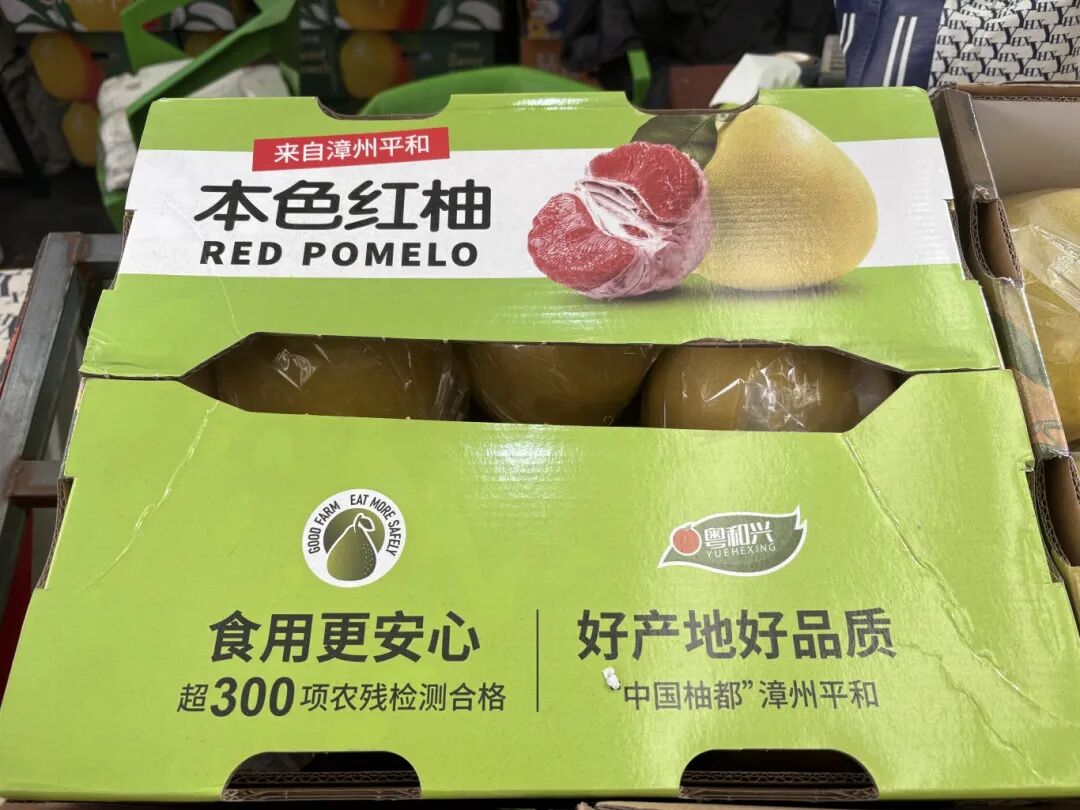 来自漳州平和
本色红柚
RED POMELO
GOOD FARM EAT MORE SAFELY
粤和兴
YUEHEXING
食用更安心
超300项农残检测合格
好产地好品质
“中国柚都”漳州平和
YHX